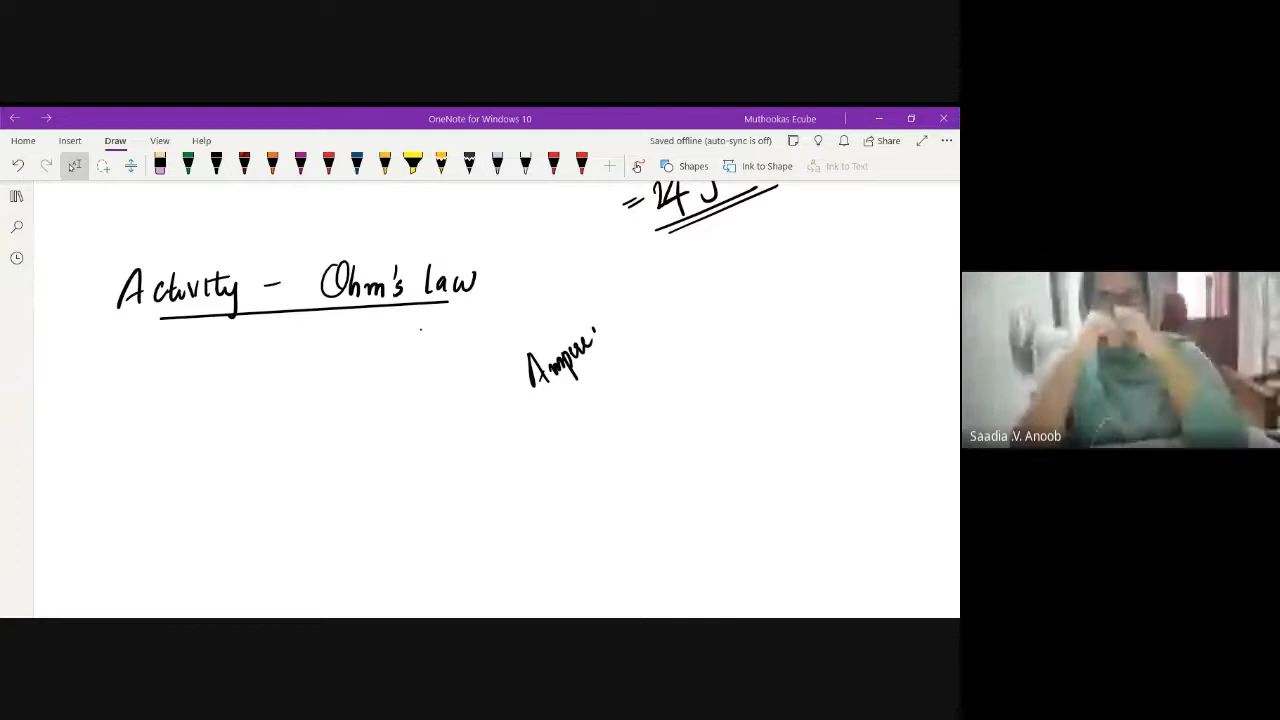 OneNote for Windows 10
Muthookas Ecube
Home Insert Draw View Help
Saved offline (auto-sync is off)
Share
Shapes
Ink to Shape
Ink to Text
= 24 J
Activity - Ohm's law
Ampere
Saadia .V. Anoob